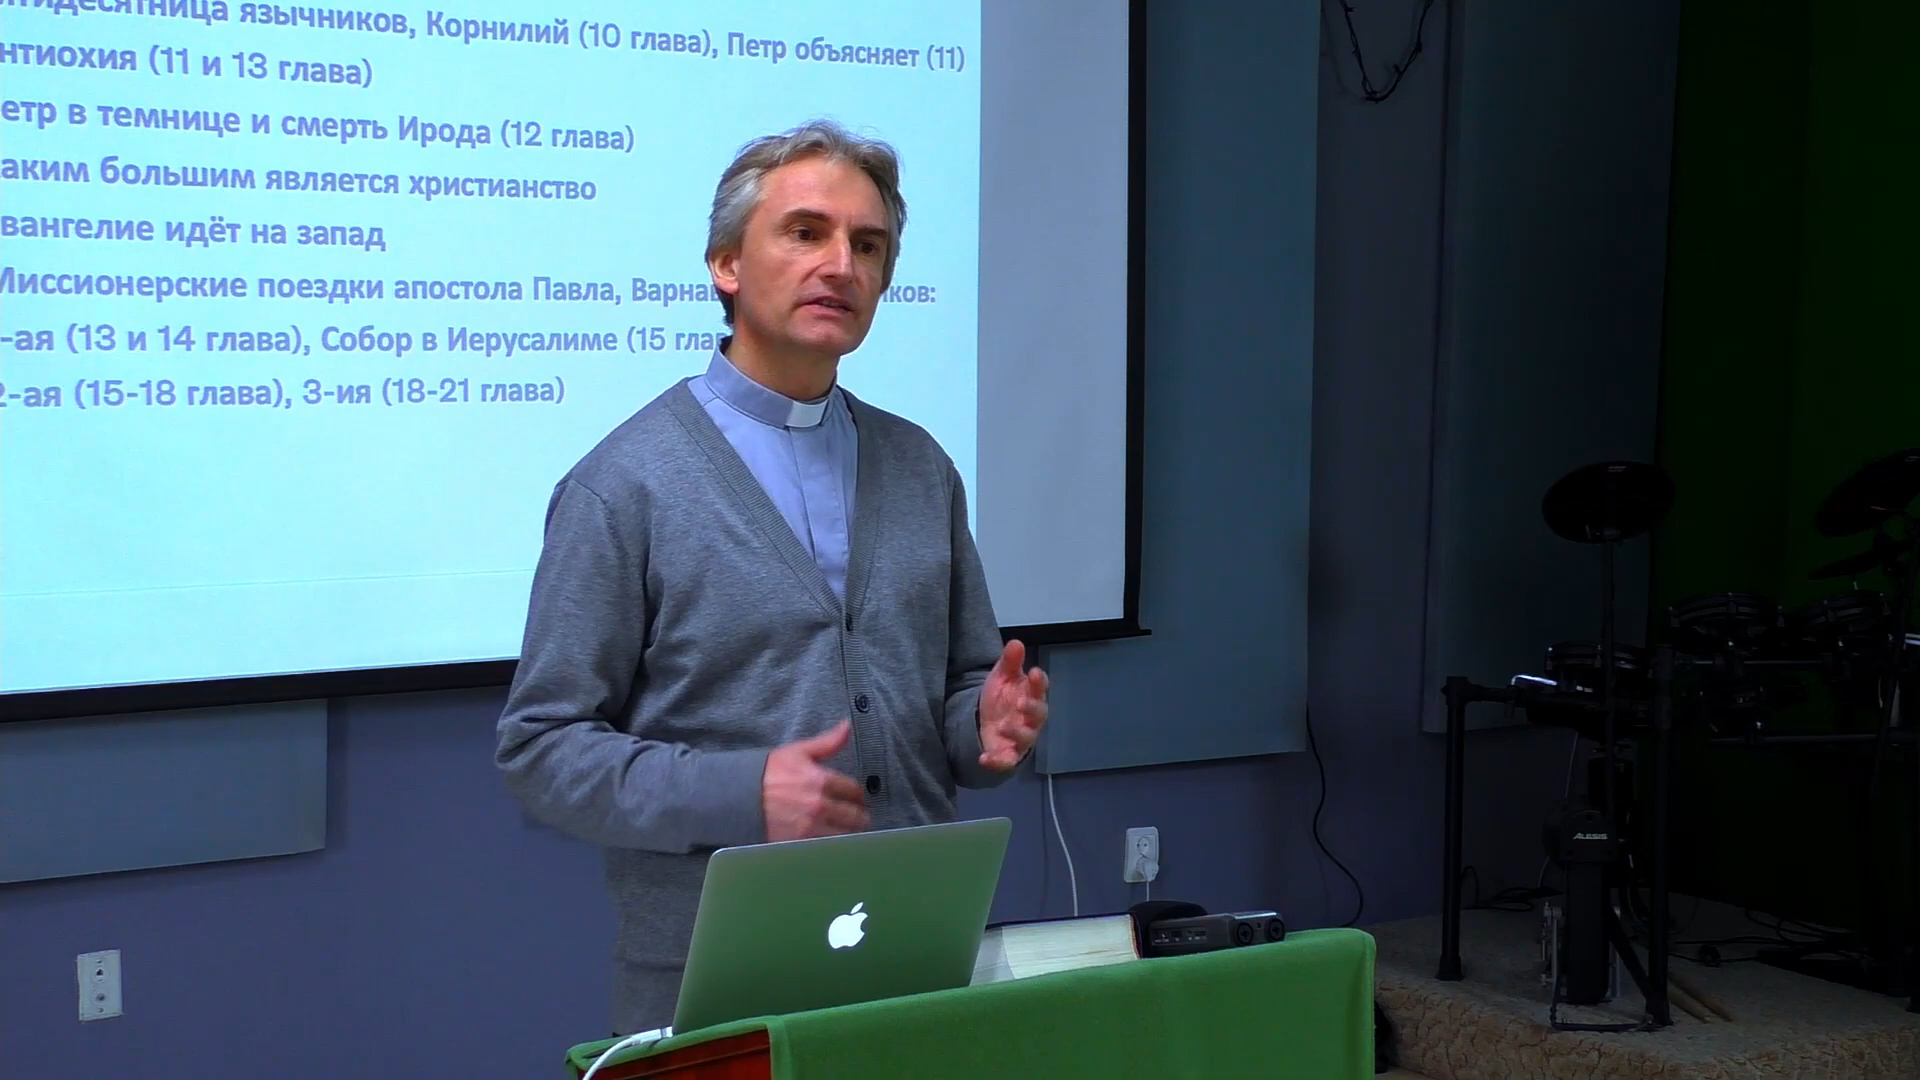 язычников, Корнилий (10 глава), Петр объясняет (11)
нтиохия (11 и 13 глава)
етр в темнице и смерть Ирода (12 глава)
аким большим является христианство
вангелие идёт на запад
Миссионерские поездки апостола Павла, Варна ков:
-ая (13 и 14 глава), Собор в Иерусалиме (15 глав
2-ая (15-18 глава), 3-ия (18-21 глава)
ALESIS